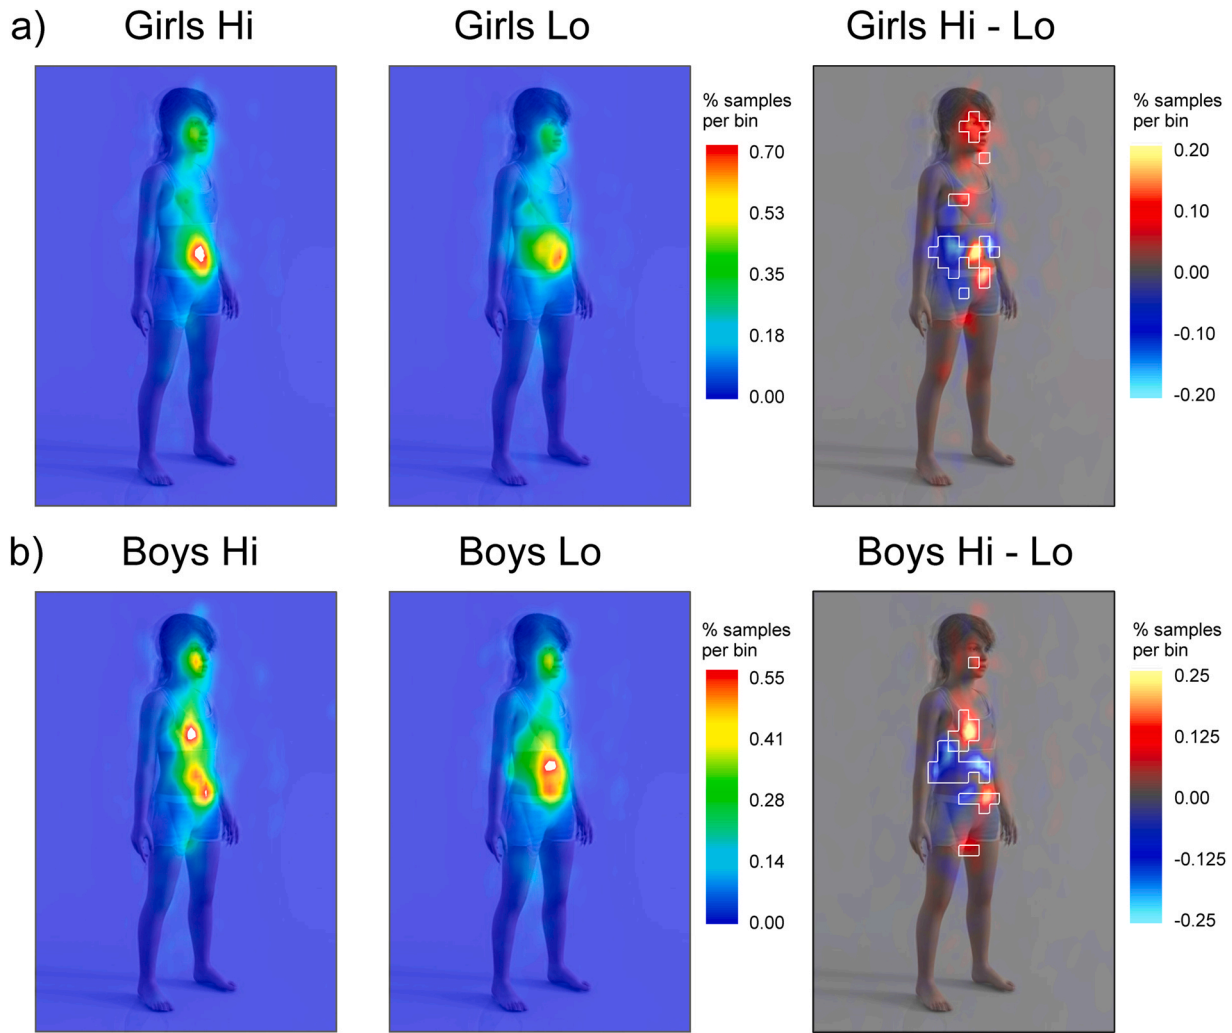 a) Girls Hi Girls Lo Girls Hi - Lo
% samples
per bin
0.70
0.53
0.35
0.18
0.00
% samples
per bin
0.20
0.10
0.00
-0.10
-0.20
b) Boys Hi Boys Lo Boys Hi - Lo
% samples
per bin
0.55
0.41
0.28
0.14
0.00
% samples
per bin
0.25
0.125
0.00
-0.125
-0.25